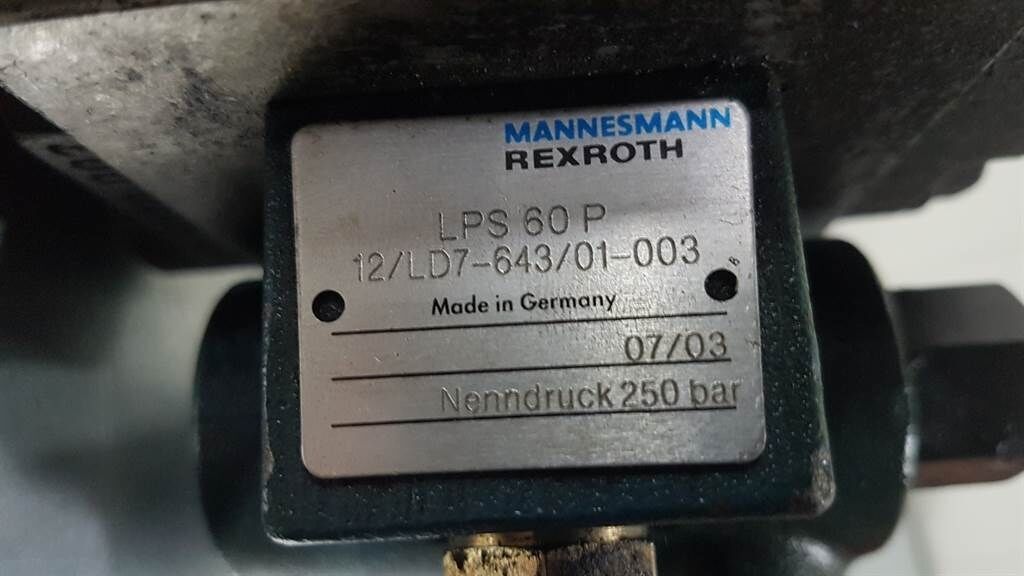 MANNESMANN
REXROTH
LPS 60 P
12/LD7-643/01-003
Made in Germany
07/03
Nenndruck 250 bar